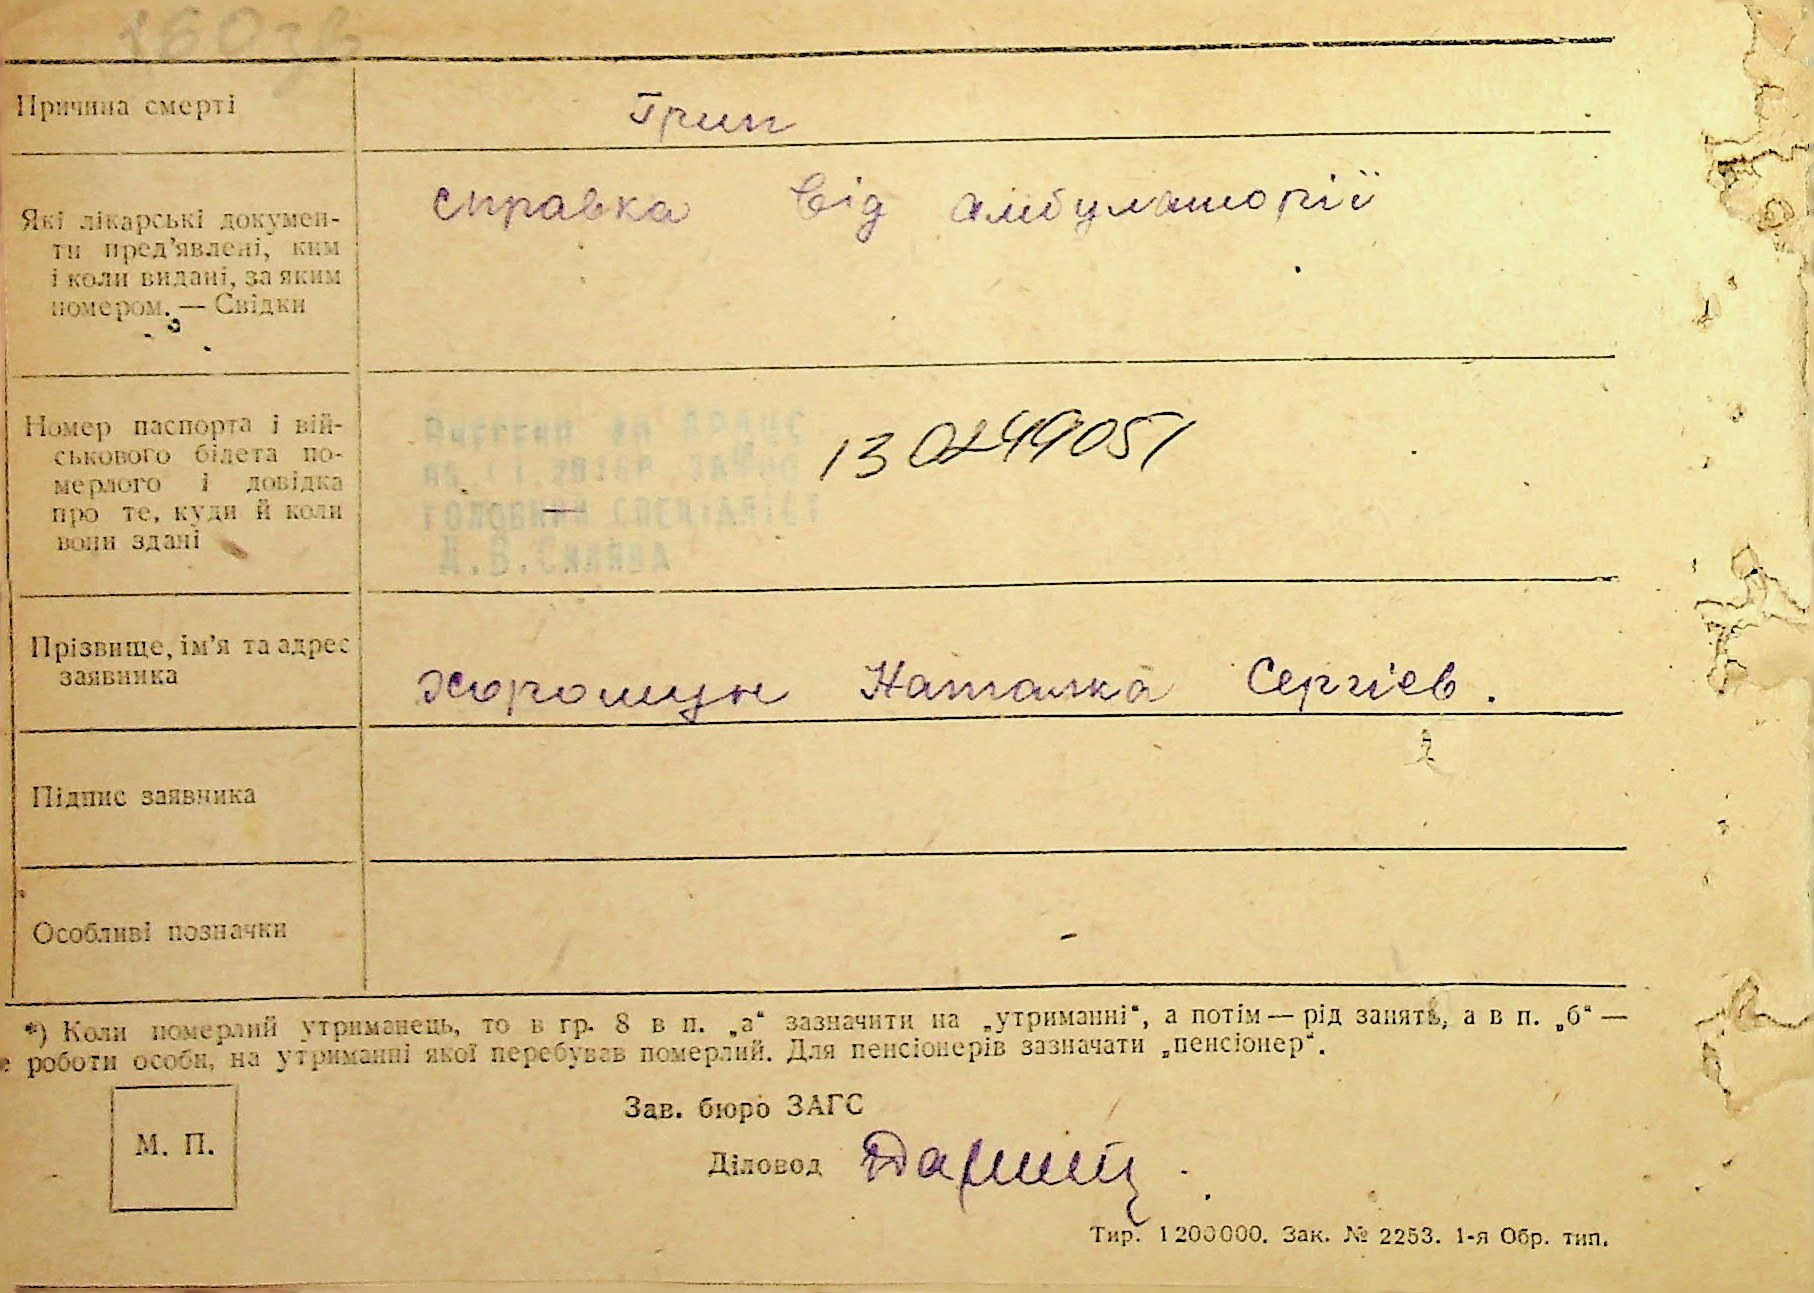 160зв
Причина смерті
Грип
Які лікарські докумен-
ти пред’явлені, ким
і коли видані, за яким
номером. — Свідки
справка від амбулаторії
Номер паспорта і вій-
ськового білета по-
мерлого і довідка
про те, куди й коли
вони здані
ГОЛОВНИЙ СПЕЦІАЛІСТ
—
Прізвище, ім’я та адрес
заявника
Хоромун Наталка Сергієв.
Підпис заявника
Особливі позначки
-
*) Коли померлий утриманець, то в гр. 8 в п. „а“ зазначити на „утриманні“, а потім — рід занять, а в п. „б“ —
е роботи особи, на утриманні якої перебував померлий. Для пенсіонерів зазначати „пенсіонер“.
Зав. бюро ЗАГС
М. П.
Діловод
Тир. 1200000. Зак. № 2253. 1-я Обр. тип.